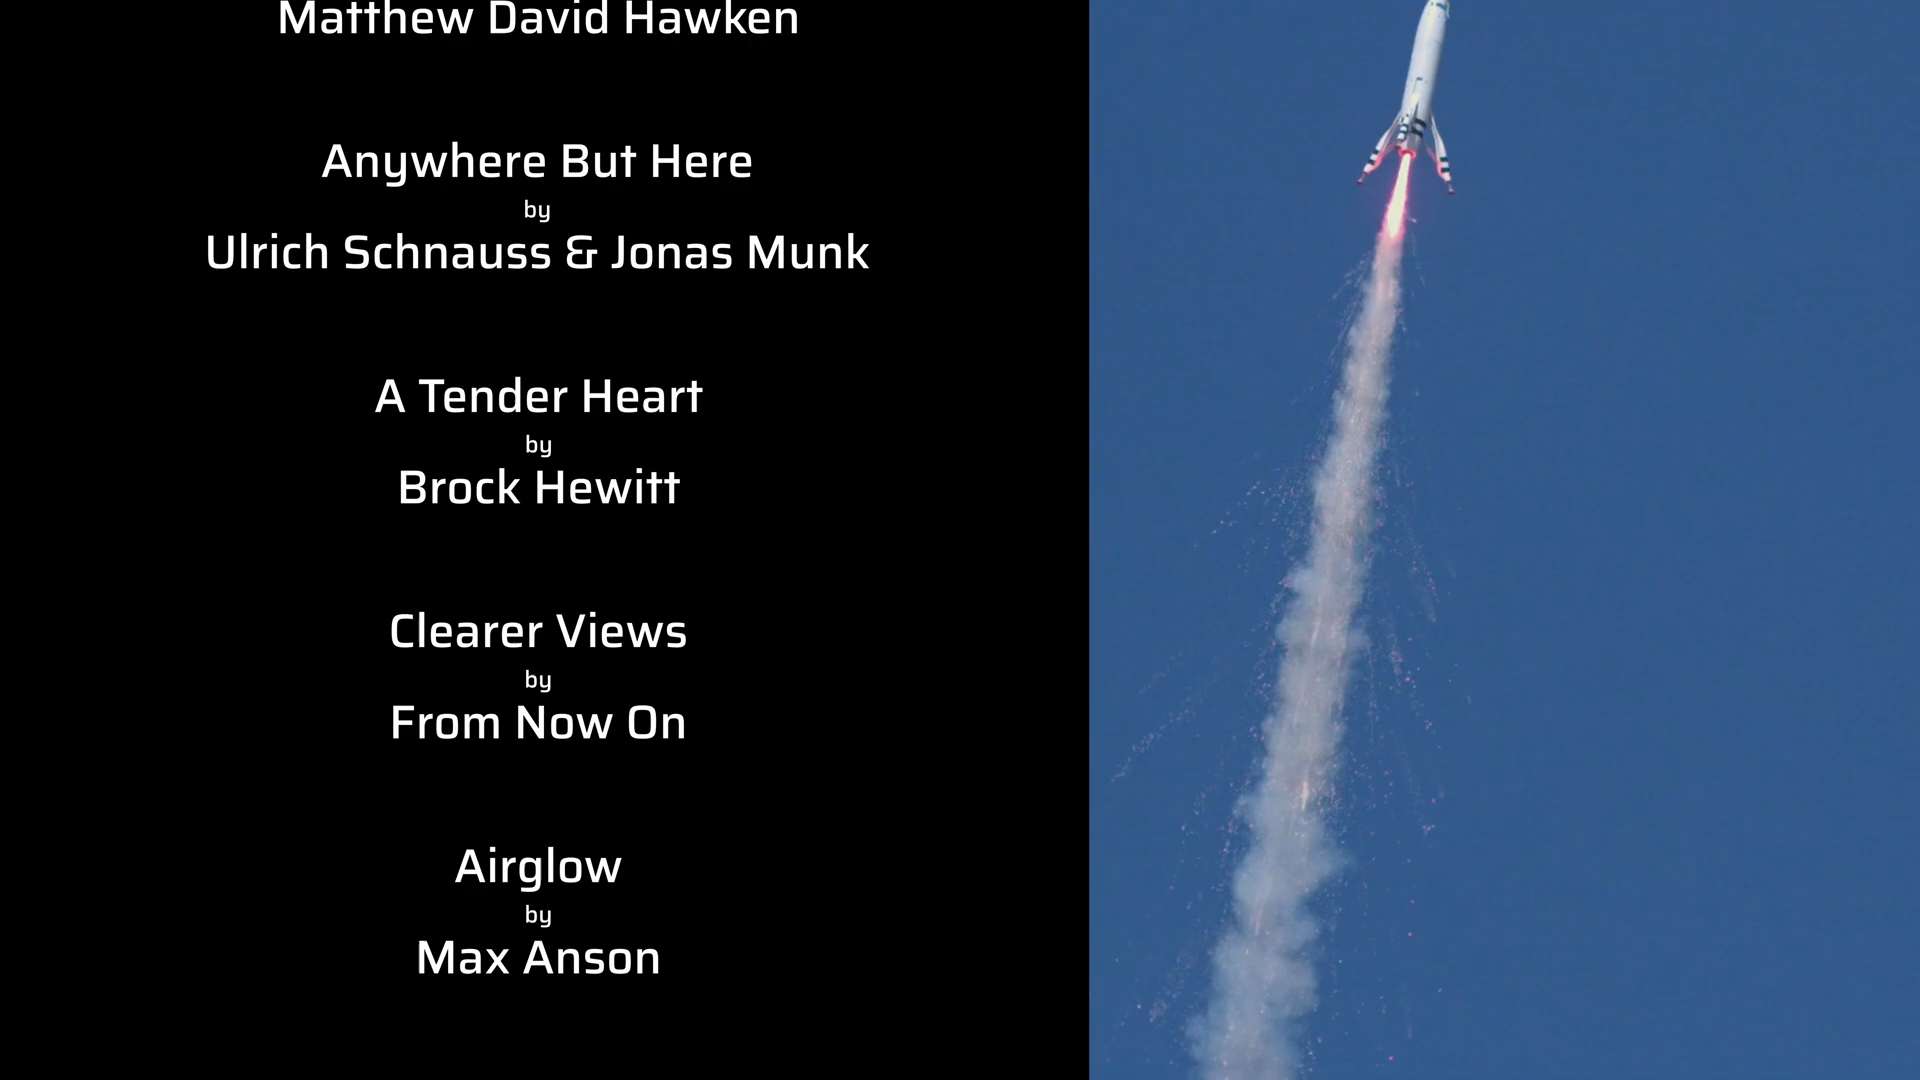 Matthew David Hawken
Anywhere But Here
by
Ulrich Schnauss & Jonas Munk
A Tender Heart
by
Brock Hewitt
Clearer Views
by
From Now On
Airglow
by
Max Anson